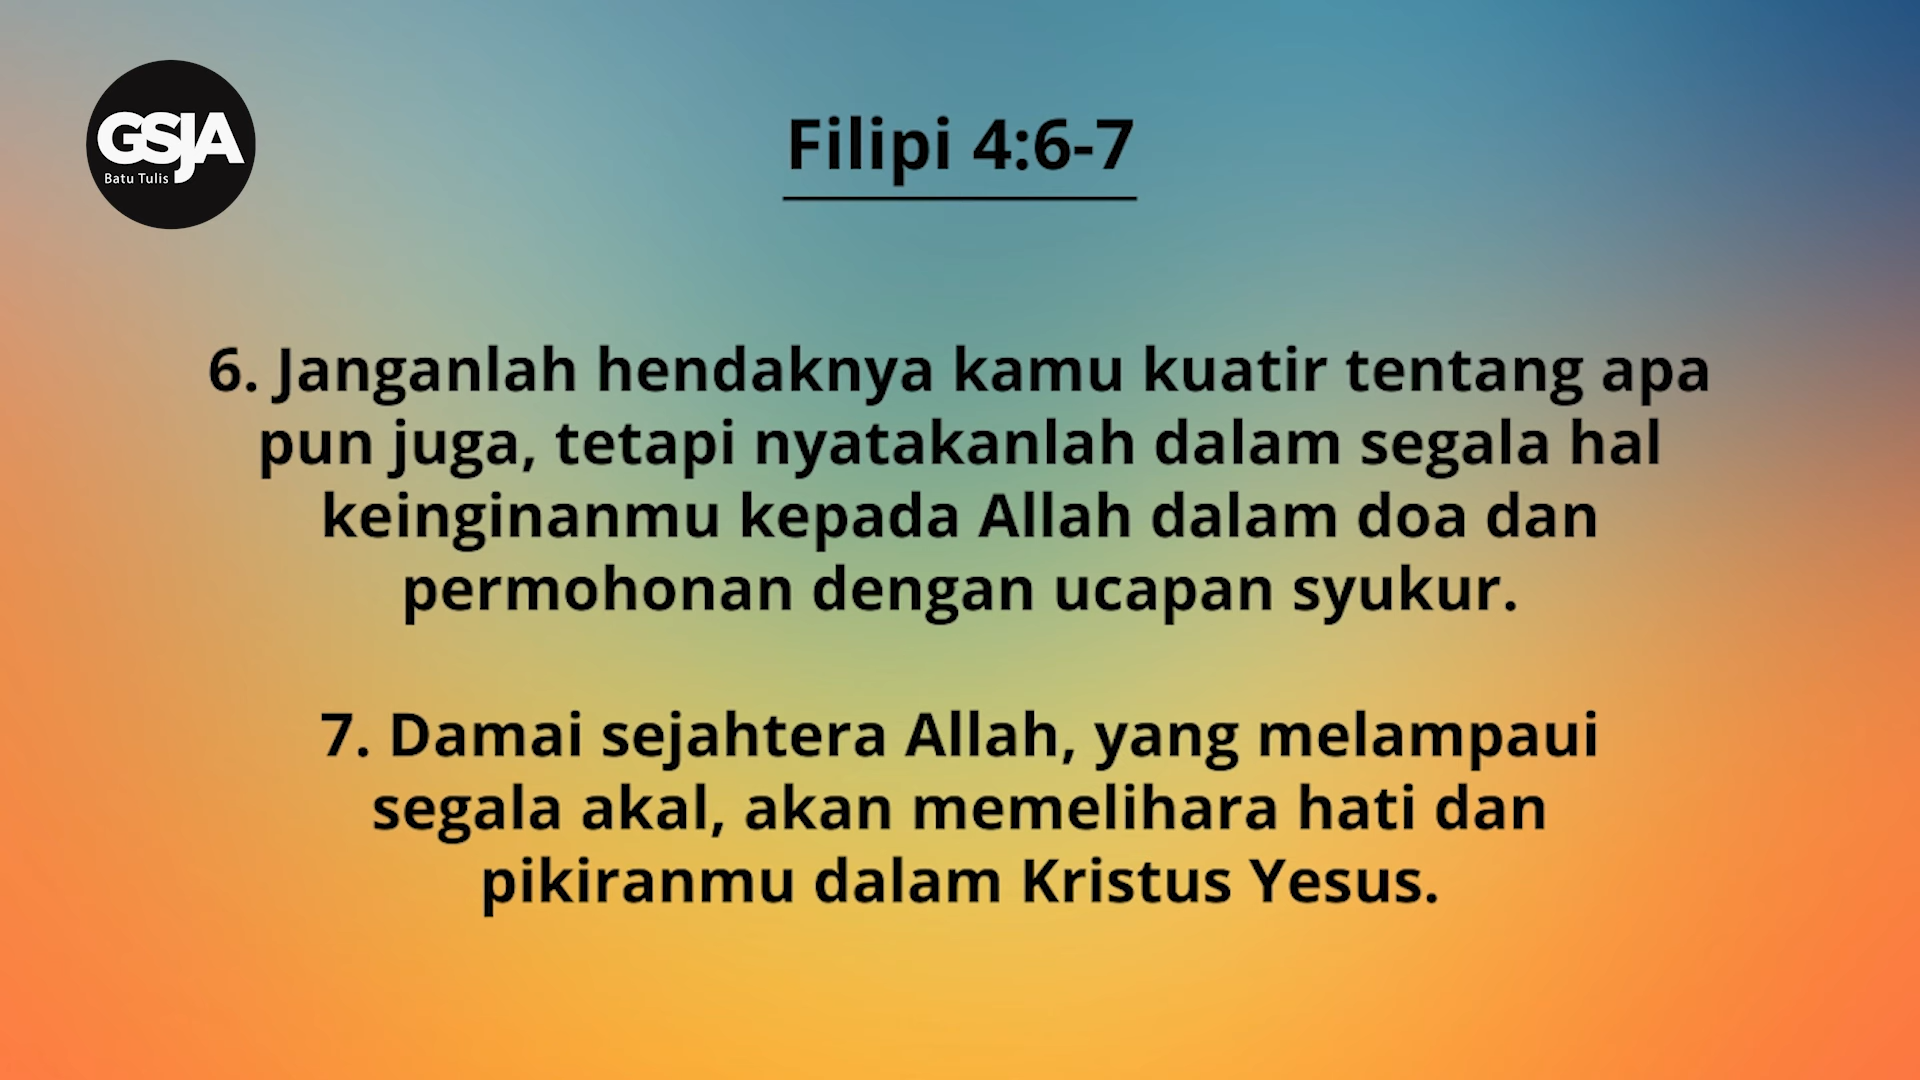 GSJA
Batu Tulis
Filipi 4:6-7
6. Janganlah hendaknya kamu kuatir tentang apa
pun juga, tetapi nyatakanlah dalam segala hal
keinginanmu kepada Allah dalam doa dan
permohonan dengan ucapan syukur.
7. Damai sejahtera Allah, yang melampaui
segala akal, akan memelihara hati dan
pikiranmu dalam Kristus Yesus.